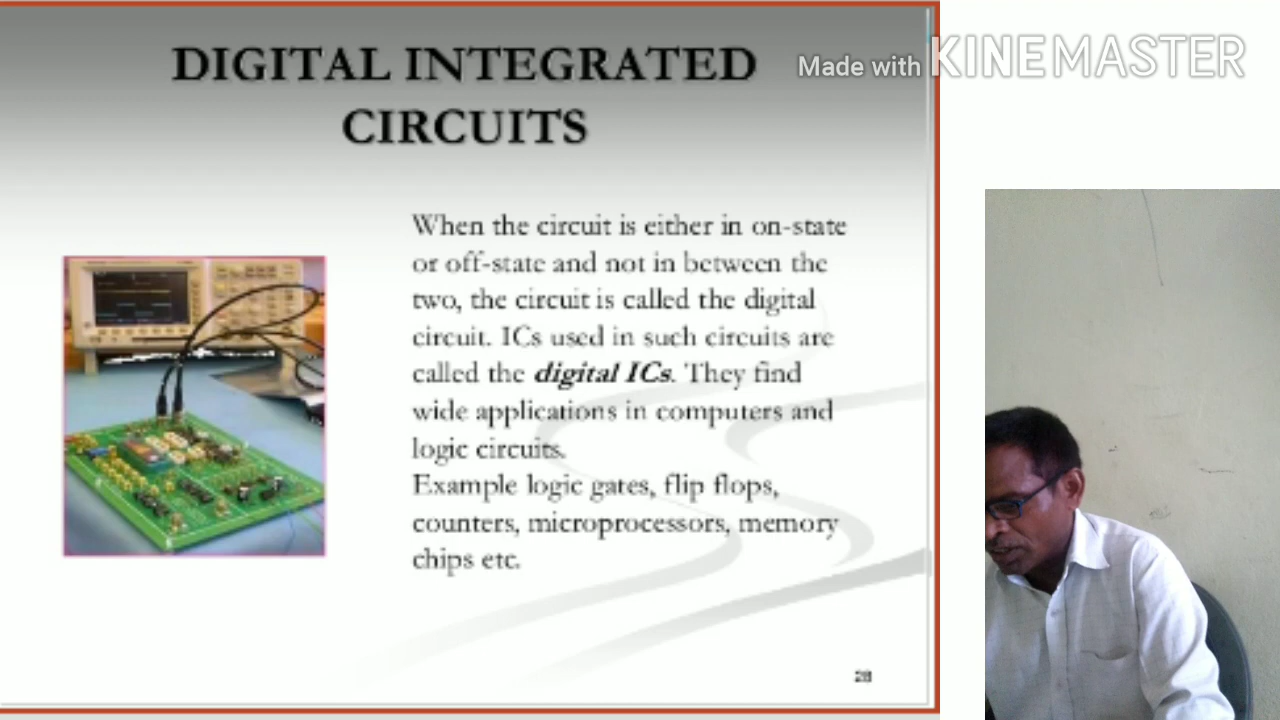 DIGITAL INTEGRATED
CIRCUITS
Made with KINEMASTER
When the circuit is either in on-state
or off-state and not in between the
two, the circuit is called the digital
circuit. ICs used in such circuits are
called the digital ICs. They find
wide applications in computers and
logic circuits.
Example logic gates, flip flops,
counters, microprocessors, memory
chips etc.
28